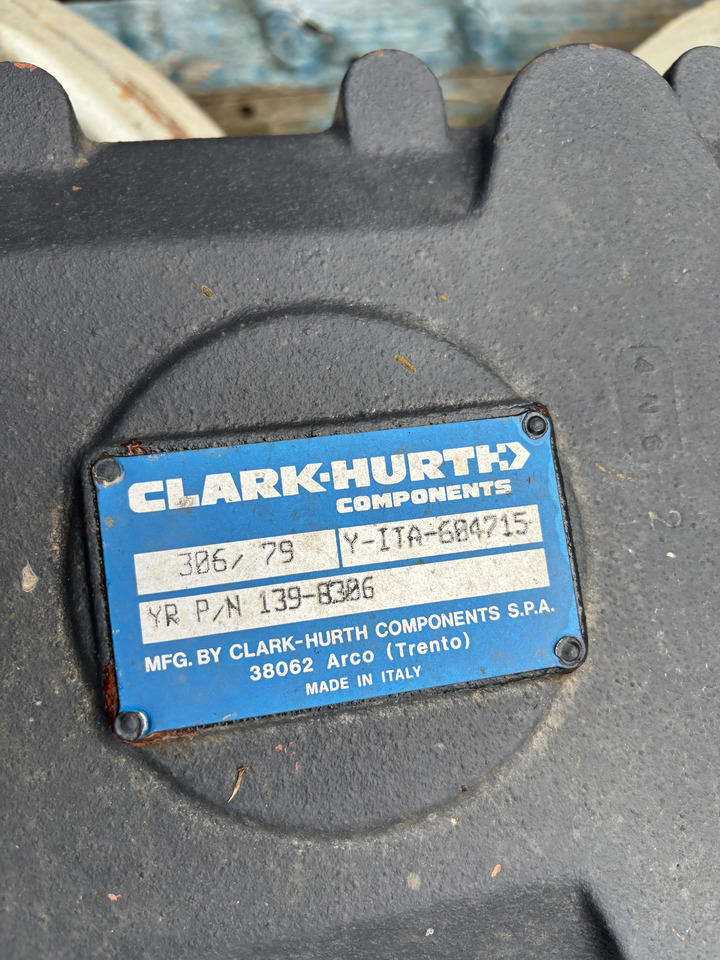 CLARK-HURTH
COMPONENTS
306/ 79 Y-ITA-684715
YR P/N 139-8306
MFG. BY CLARK-HURTH COMPONENTS S.P.A.
38062 Arco (Trento)
MADE IN ITALY